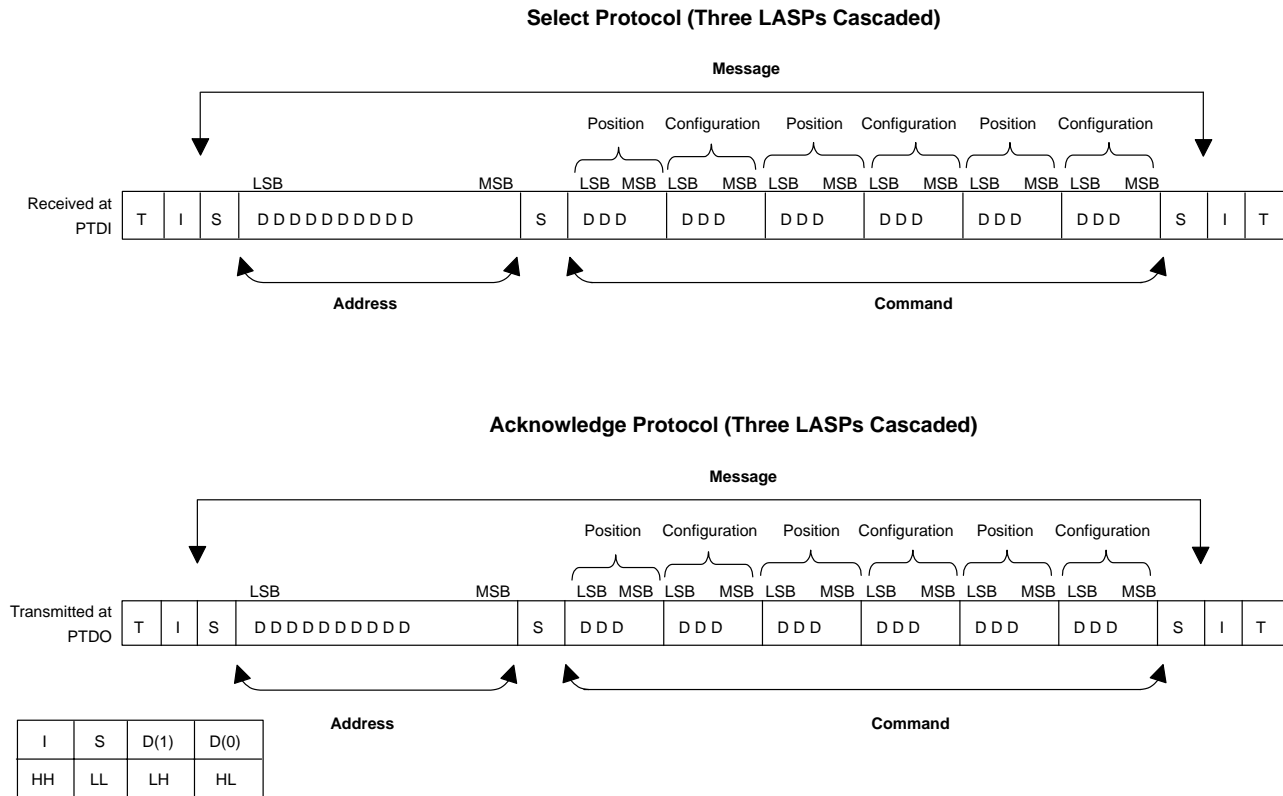 Select Protocol (Three LASPs Cascaded)
Message
Position Configuration Position Configuration Position Configuration
LSB MSB LSB MSB LSB MSB LSB MSB LSB MSB LSB MSB LSB MSB
Received at
PTDI
T I S D D D D D D D D D D S D D D D D D D D D D D D D D D D D D S I T
Address Command
Acknowledge Protocol (Three LASPs Cascaded)
Message
Position Configuration Position Configuration Position Configuration
LSB MSB LSB MSB LSB MSB LSB MSB LSB MSB LSB MSB LSB MSB
Transmitted at
PTDO
T I S D D D D D D D D D D S D D D D D D D D D D D D D D D D D D S I T
Address Command
I S D(1) D(0)
HH LL LH HL